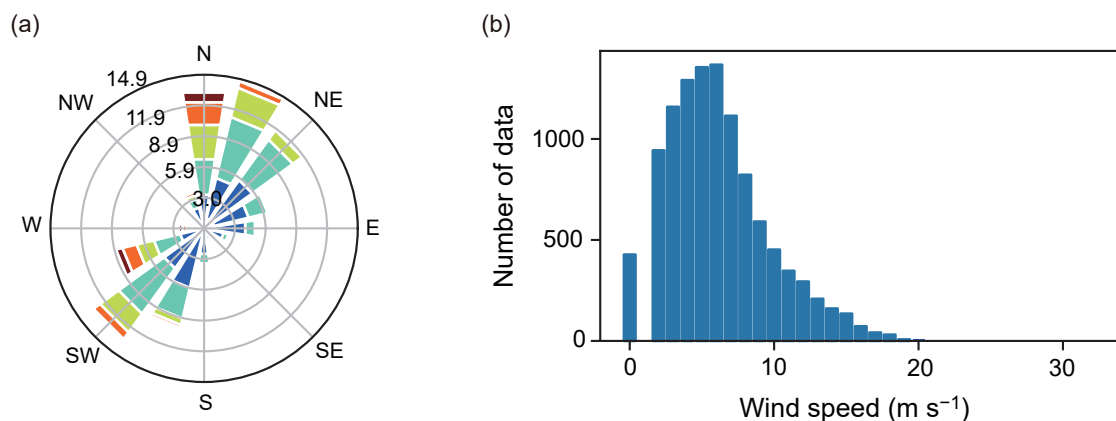 (a)
N
14.9
NW
NE
11.9
8.9
5.9
3.0
W
E
SW
SE
S
(b)
Number of data
1000
500
0
0
10
20
30
Wind speed (m s⁻¹)